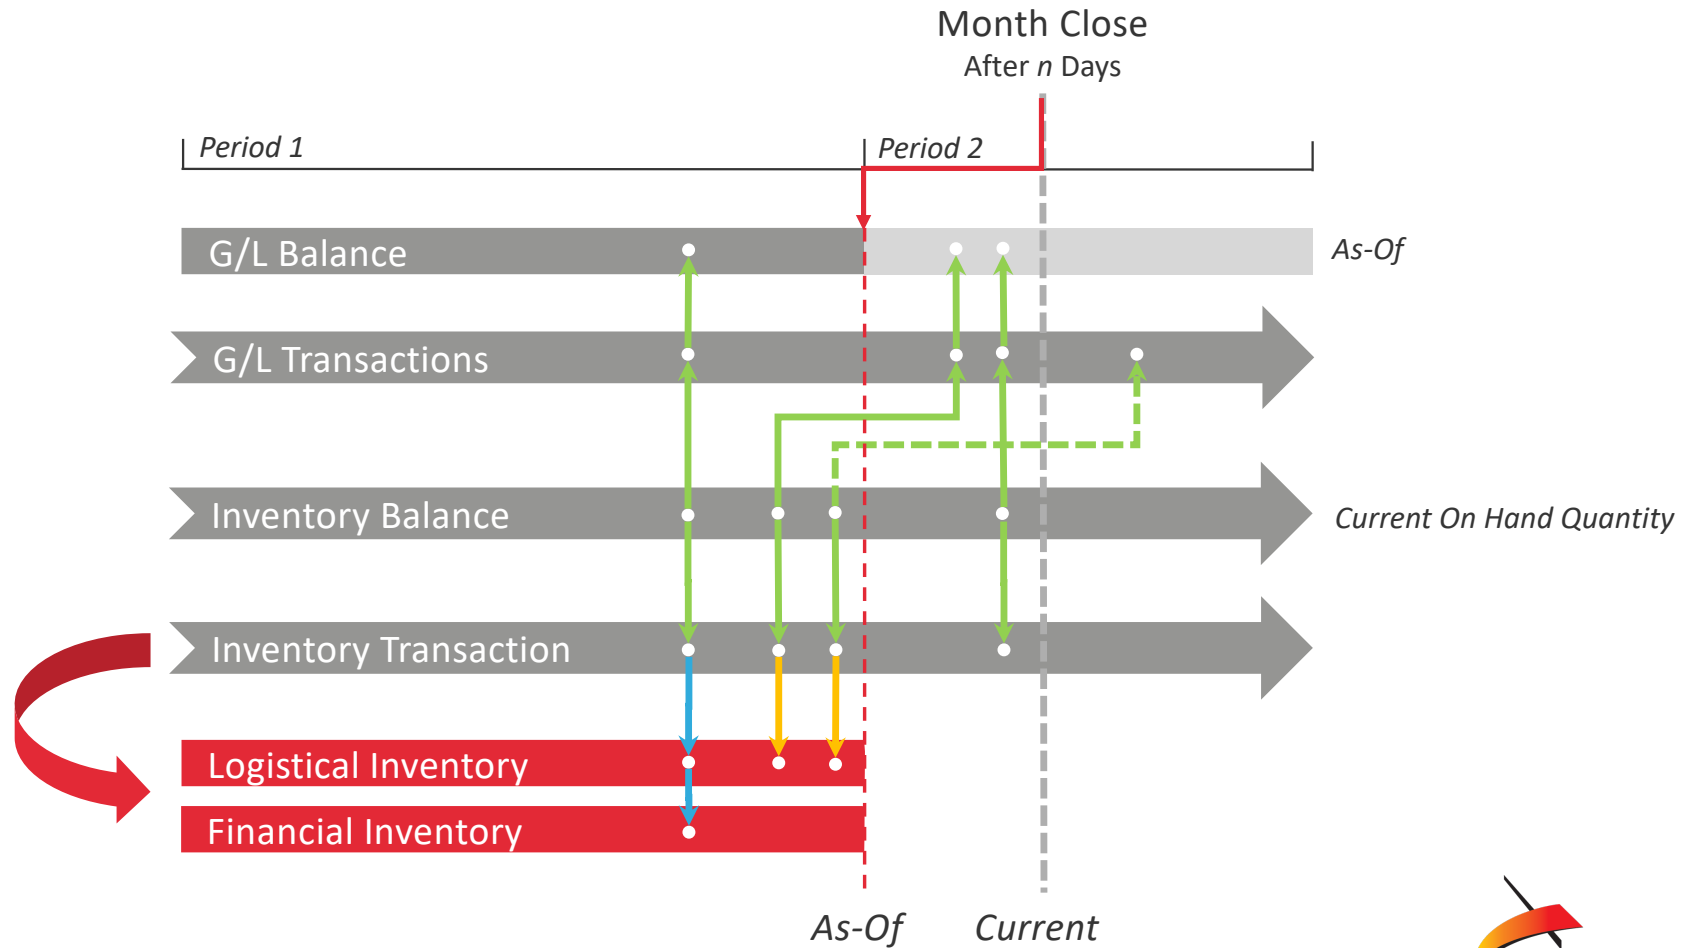 Month Close
After n Days
Period 1
Period 2
G/L Balance
As-Of
G/L Transactions
Inventory Balance
Current On Hand Quantity
Inventory Transaction
Logistical Inventory
Financial Inventory
As-Of
Current